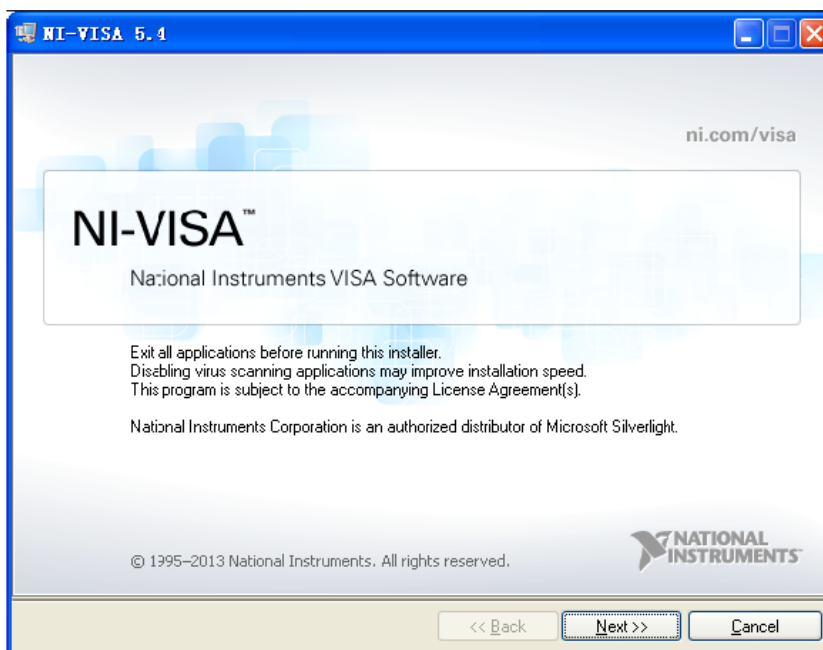 NI-VISA 5.4
ni.com/visa
NI-VISA™
National Instruments VISA Software
Exit all applications before running this installer.
Disabling virus scanning applications may improve installation speed.
This program is subject to the accompanying License Agreement(s).
National Instruments Corporation is an authorized distributor of Microsoft Silverlight.
© 1995–2013 National Instruments. All rights reserved.
NATIONAL
INSTRUMENTS™
<< Back
Next >>
Cancel